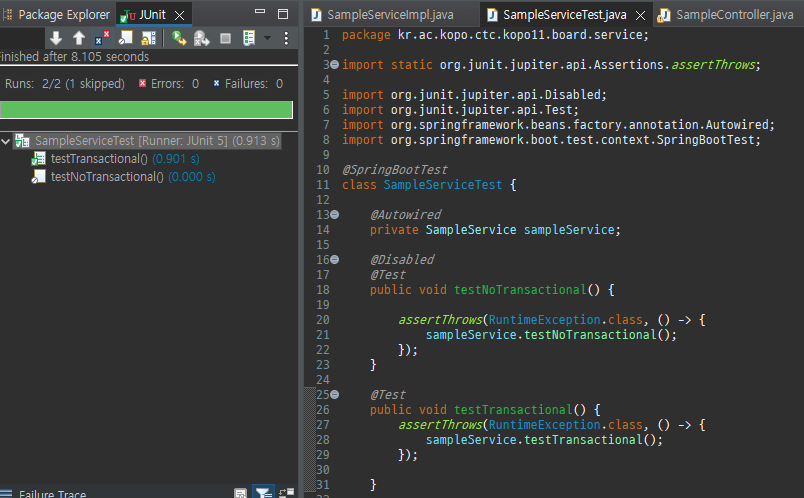 Package Explorer
JUnit
Finished after 8.105 seconds
Runs: 2/2 (1 skipped)
Errors: 0
Failures: 0
SampleServiceTest [Runner: JUnit 5] (0.913 s)
testTransactional() (0.901 s)
testNoTransactional() (0.000 s)
Failure Trace
SampleServiceImpl.java
SampleServiceTest.java
SampleController.java
1 package kr.ac.kopo.ctc.kopo11.board.service;
2
3 import static org.junit.jupiter.api.Assertions.assertThrows;
4
5 import org.junit.jupiter.api.Disabled;
6 import org.junit.jupiter.api.Test;
7 import org.springframework.beans.factory.annotation.Autowired;
8 import org.springframework.boot.test.context.SpringBootTest;
9
10 @SpringBootTest
11 class SampleServiceTest {
12
13 @Autowired
14 private SampleService sampleService;
15
16 @Disabled
17 @Test
18 public void testNoTransactional() {
19
20 assertThrows(RuntimeException.class, () -> {
21 sampleService.testNoTransactional();
22 });
23 }
24
25 @Test
26 public void testTransactional() {
27 assertThrows(RuntimeException.class, () -> {
28 sampleService.testTransactional();
29 });
30
31 }